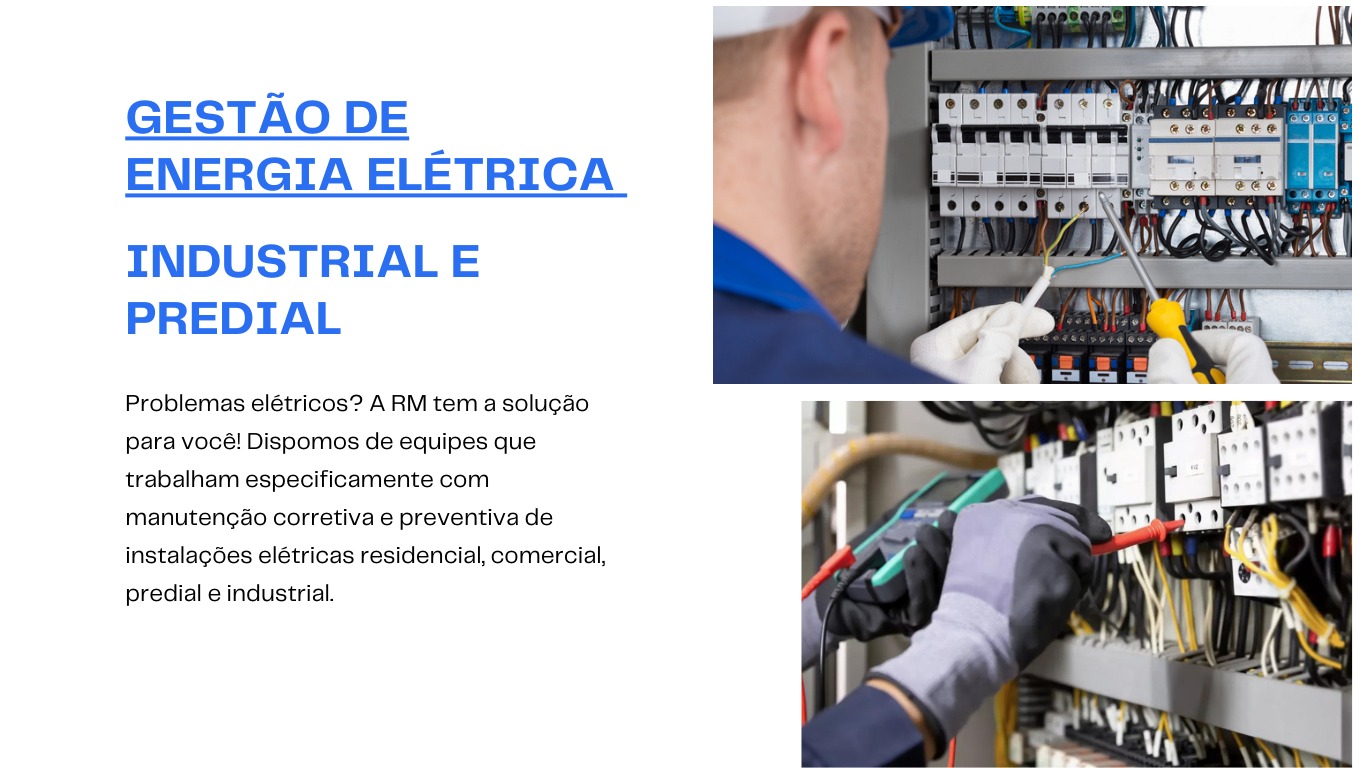 GESTÃO DE
ENERGIA ELÉTRICA
INDUSTRIAL E
PREDIAL
Problemas elétricos? A RM tem a solução
para você! Dispomos de equipes que
trabalham especificamente com
manutenção corretiva e preventiva de
instalações elétricas residencial, comercial,
predial e industrial.